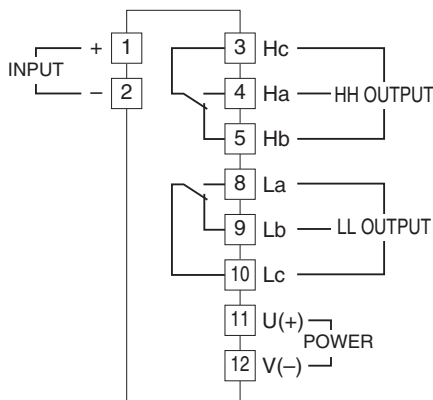 + 1
INPUT
– 2
3 Hc
4 Ha HH OUTPUT
5 Hb
8 La
9 Lb LL OUTPUT
10 Lc
11 U(+)
POWER
12 V(–)